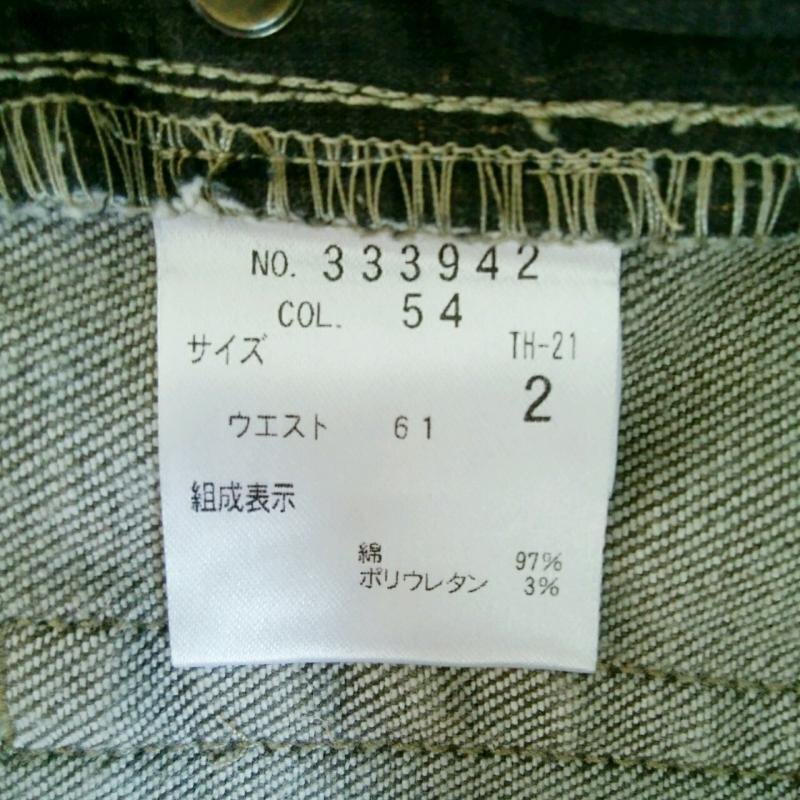 NO. 333942
COL. 54
サイズ TH-21
2
ウエスト 61
組成表示
綿 97%
ポリウレタン 3%